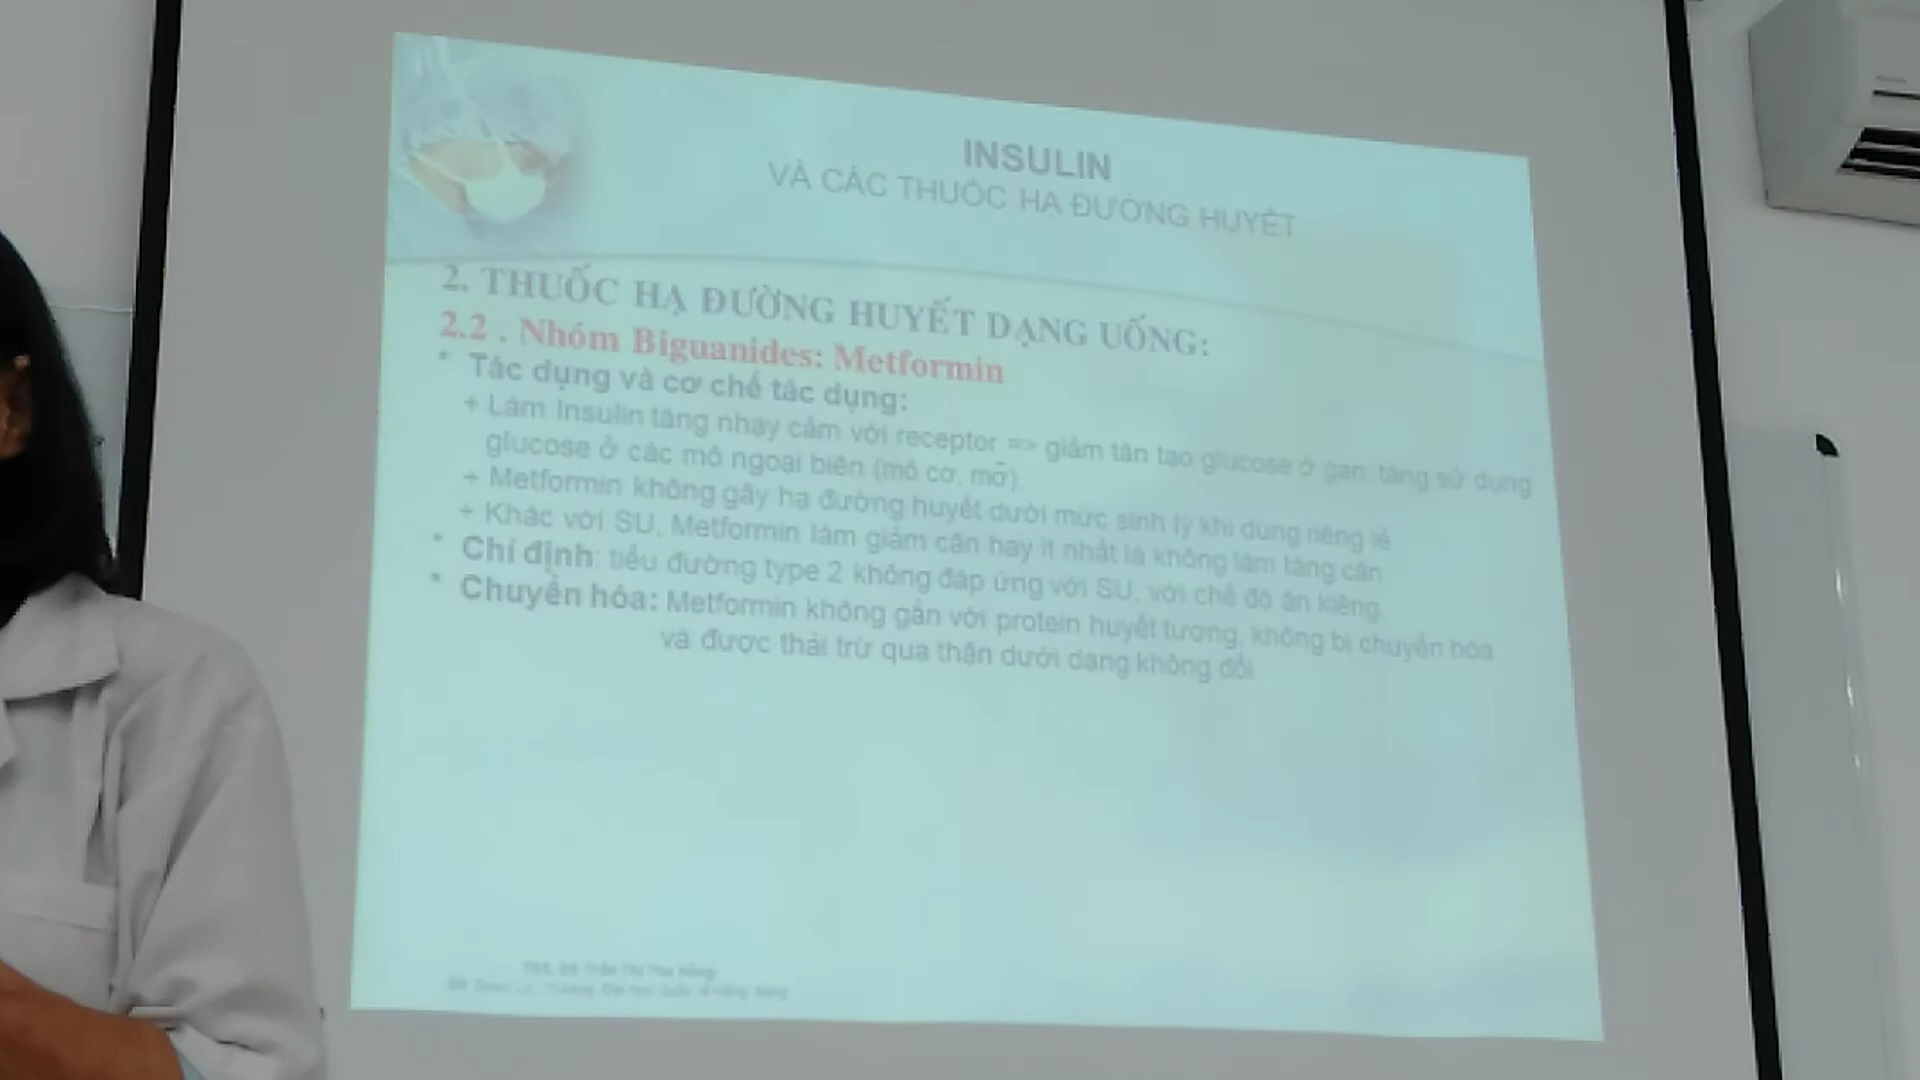 INSULIN
VÀ CÁC THUỐC HẠ ĐƯỜNG HUYẾT
2. THUỐC HẠ ĐƯỜNG HUYẾT DẠNG UỐNG:
2.2 . Nhóm Biguanides: Metformin
* Tác dụng và cơ chế tác dụng:
+ Làm Insulin tăng nhạy cảm với receptor => giảm tân tạo glucose ở gan, tăng sử dụng
glucose ở các mô ngoại biên (mô cơ, mỡ).
+ Metformin không gây hạ đường huyết dưới mức sinh lý khi dùng riêng lẻ
+ Khác với SU, Metformin làm giảm cân hay ít nhất là không làm tăng cân
* Chỉ định: tiểu đường type 2 không đáp ứng với SU, với chế độ ăn kiêng
* Chuyển hóa: Metformin không gắn với protein huyết tương, không bị chuyển hóa
và được thải trừ qua thận dưới dạng không đổi